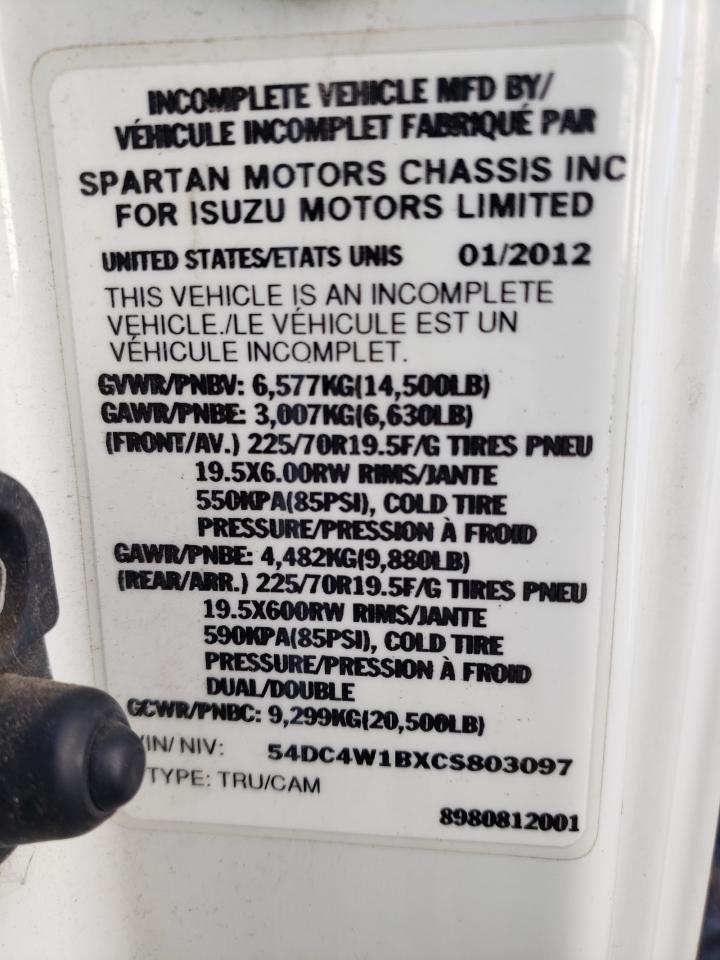 INCOMPLETE VEHICLE MFD BY/
VÉHICULE INCOMPLET FABRIQUÉ PAR
SPARTAN MOTORS CHASSIS INC
FOR ISUZU MOTORS LIMITED
UNITED STATES/ETATS UNIS 01/2012
THIS VEHICLE IS AN INCOMPLETE
VEHICLE./LE VÉHICULE EST UN
VÉHICULE INCOMPLET.
GVWR/PNBV: 6,577KG(14,500LB)
GAWR/PNBE: 3,007KG(6,630LB)
(FRONT/AV.) 225/70R19.5F/G TIRES PNEU
19.5X6.00RW RIMS/JANTE
550KPA(85PSI), COLD TIRE
PRESSURE/PRESSION À FROID
GAWR/PNBE: 4,482KG(9,880LB)
(REAR/ARR.) 225/70R19.5F/G TIRES PNEU
19.5X600RW RIMS/JANTE
590KPA(85PSI), COLD TIRE
PRESSURE/PRESSION À FROID
DUAL/DOUBLE
GCWR/PNBC: 9,299KG(20,500LB)
VIN/ NIV: 54DC4W1BXCS803097
TYPE: TRU/CAM
8980812001